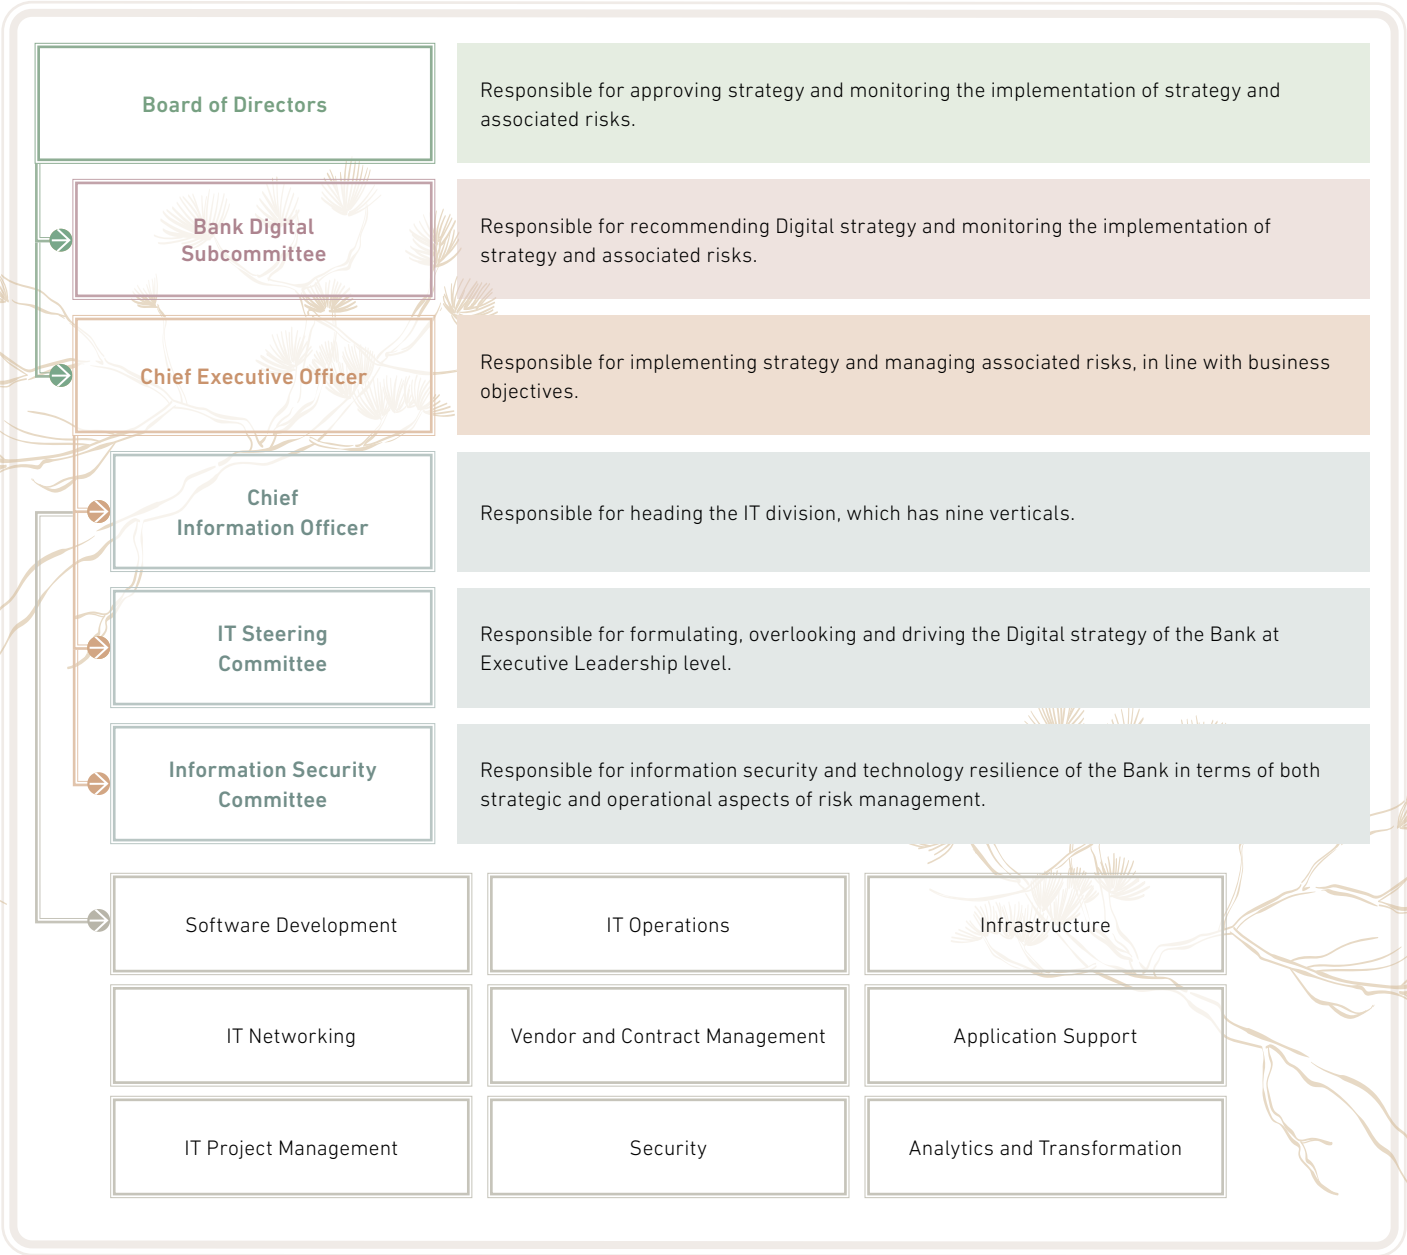 Board of Directors
Responsible for approving strategy and monitoring the implementation of strategy and
associated risks.
Bank Digital
Subcommittee
Responsible for recommending Digital strategy and monitoring the implementation of
strategy and associated risks.
Chief Executive Officer
Responsible for implementing strategy and managing associated risks, in line with business
objectives.
Chief
Information Officer
Responsible for heading the IT division, which has nine verticals.
IT Steering
Committee
Responsible for formulating, overlooking and driving the Digital strategy of the Bank at
Executive Leadership level.
Information Security
Committee
Responsible for information security and technology resilience of the Bank in terms of both
strategic and operational aspects of risk management.
Software Development
IT Operations
Infrastructure
IT Networking
Vendor and Contract Management
Application Support
IT Project Management
Security
Analytics and Transformation